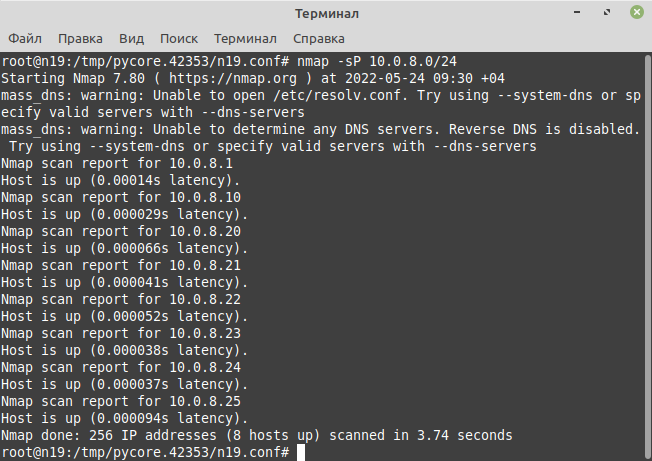 Терминал
Файл Правка Вид Поиск Терминал Справка
root@n19:/tmp/pycore.42353/n19.conf# nmap -sP 10.0.8.0/24
Starting Nmap 7.80 ( https://nmap.org ) at 2022-05-24 09:30 +04
mass_dns: warning: Unable to open /etc/resolv.conf. Try using --system-dns or sp
ecify valid servers with --dns-servers
mass_dns: warning: Unable to determine any DNS servers. Reverse DNS is disabled.
 Try using --system-dns or specify valid servers with --dns-servers
Nmap scan report for 10.0.8.1
Host is up (0.00014s latency).
Nmap scan report for 10.0.8.10
Host is up (0.000029s latency).
Nmap scan report for 10.0.8.20
Host is up (0.000066s latency).
Nmap scan report for 10.0.8.21
Host is up (0.000041s latency).
Nmap scan report for 10.0.8.22
Host is up (0.000052s latency).
Nmap scan report for 10.0.8.23
Host is up (0.000038s latency).
Nmap scan report for 10.0.8.24
Host is up (0.000037s latency).
Nmap scan report for 10.0.8.25
Host is up (0.000094s latency).
Nmap done: 256 IP addresses (8 hosts up) scanned in 3.74 seconds
root@n19:/tmp/pycore.42353/n19.conf#